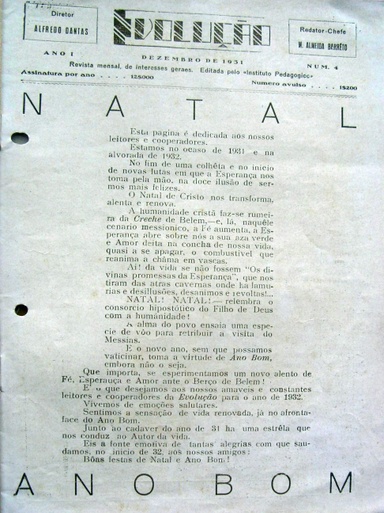 Diretor
ALFREDO DANTAS
EVOLUÇÃO
Redator-Chefe
M. ALMEIDA BARRÊTO
ANO I
DEZEMBRO DE 1931
NUM. 4
Revista mensal, de interesses geraes. Editada pelo «Instituto Pedagogico»
Assinatura por ano . . . . 12$000
Numero avulso . . . . 1$200
NATAL
Esta pagina é dedicada aos nossos
leitores e cooperadores.
Estamos no ocaso de 1931 e na
alvorada de 1932.
No fim de uma colhêta e no inicio
de novas lutas em que a Esperança nos
toma pela mão, na doce ilusão de ser-
mos mais felizes.
O Natal de Cristo nos transforma,
alenta e renova.
A humanidade cristã faz-se rumei-
ra da Creche de Belem,—e, lá, naquêle
cenario messionico, a Fé aumenta, a Es-
perança abre sobre nós a sua aza verde
e Amor deita na concha de nossa vida,
quasi a se apagar, o combustivel que
reanima a châma em vascas.
Ai! da vida se não fossem "Os di-
vinas promessas da Esperança", que nos
tiram das atras cavernas onde ha lamu-
rias e desillusões, desanimos e revoltas!...
NATAL! NATAL!— relembra o
consorcio hipostótico do Filho de Deus
com a humanidade!
A alma do povo ensaia uma espe-
cie de vôo para retribuir a visita do
Messias.
E o novo ano, sem que possamos
vaticinar, toma a virtude de Ano Bom,
embora não o seja.
Que importa, se experimentamos um novo alento de
Fé, Esperança e Amor ante o Berço de Belem!
E' o que desejamos aos nossos amaveis e constantes
leitores e cooperadores da Evolução para o ano de 1932.
Vivemos de emoções salutares.
Sentimos a sensação de vida renovada, já no afronta-
face do Ano Bom.
Junto ao cadaver do ano de 31 ha uma estrêla que
nos conduz ao Autor da vida.
Eis a fonte emotiva de tantas alegrias com que sau-
damos, no inicio de 32, aos nossos amigos:
Bôas festas de Natal e Ano Bom!
ANO BOM